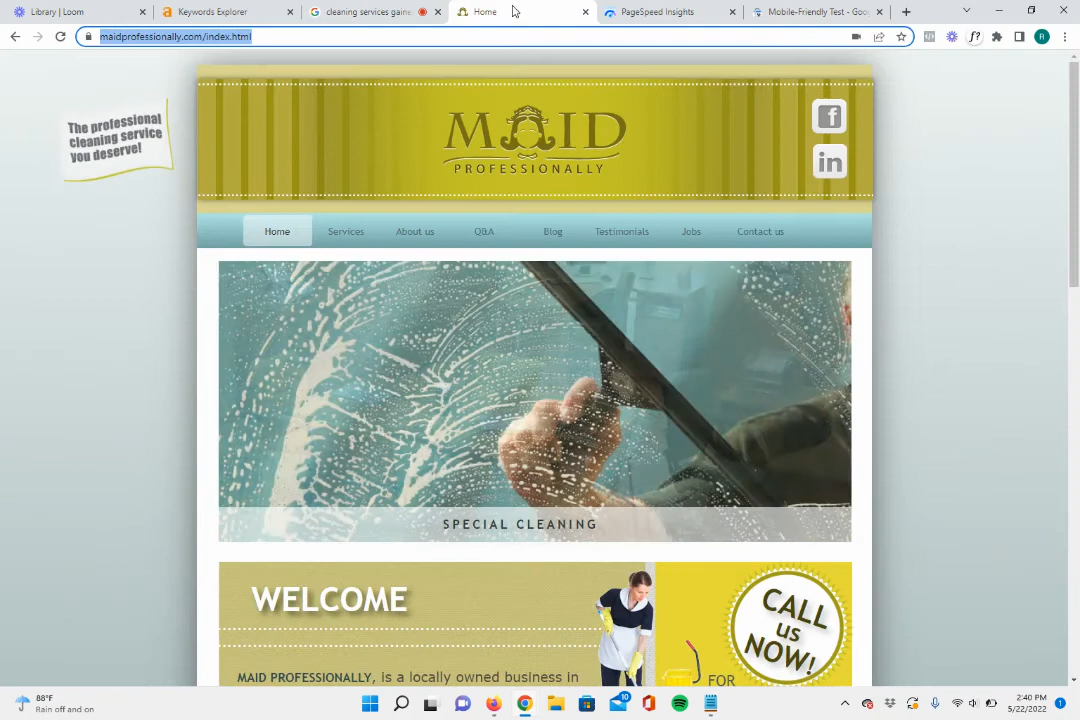 Library | Loom
Keywords Explorer
cleaning services gaine
Home
PageSpeed Insights
Mobile-Friendly Test - Goo
maidprofessionally.com/index.html
f?
R
The professional
cleaning service
you deserve!
MAID
PROFESSIONALLY
f
in
Home
Services
About us
Q&A
Blog
Testimonials
Jobs
Contact us
SPECIAL CLEANING
WELCOME
CALL
us
NOW!
MAID PROFESSIONALLY, is a locally owned business in
FOR
88°F
Rain off and on
10
2:40 PM
5/22/2022
1